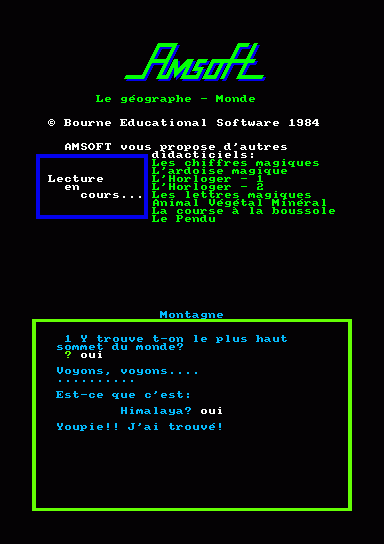 Amsoft
Le géographe - Monde
© Bourne Educational Software 1984
AMSOFT vous propose d'autres
didacticiels:
Les chiffres magiques
L'ardoise magique
L'Horloger - 1
L'Horloger - 2
Les lettres magiques
Animal Végétal Minéral
La course à la boussole
Le Pendu
Lecture
en
cours...
Montagne
1 Y trouve t-on le plus haut
sommet du monde?
? oui
Voyons, voyons....
..........
Est-ce que c'est:
Himalaya? oui
Youpie!! J'ai trouvé!